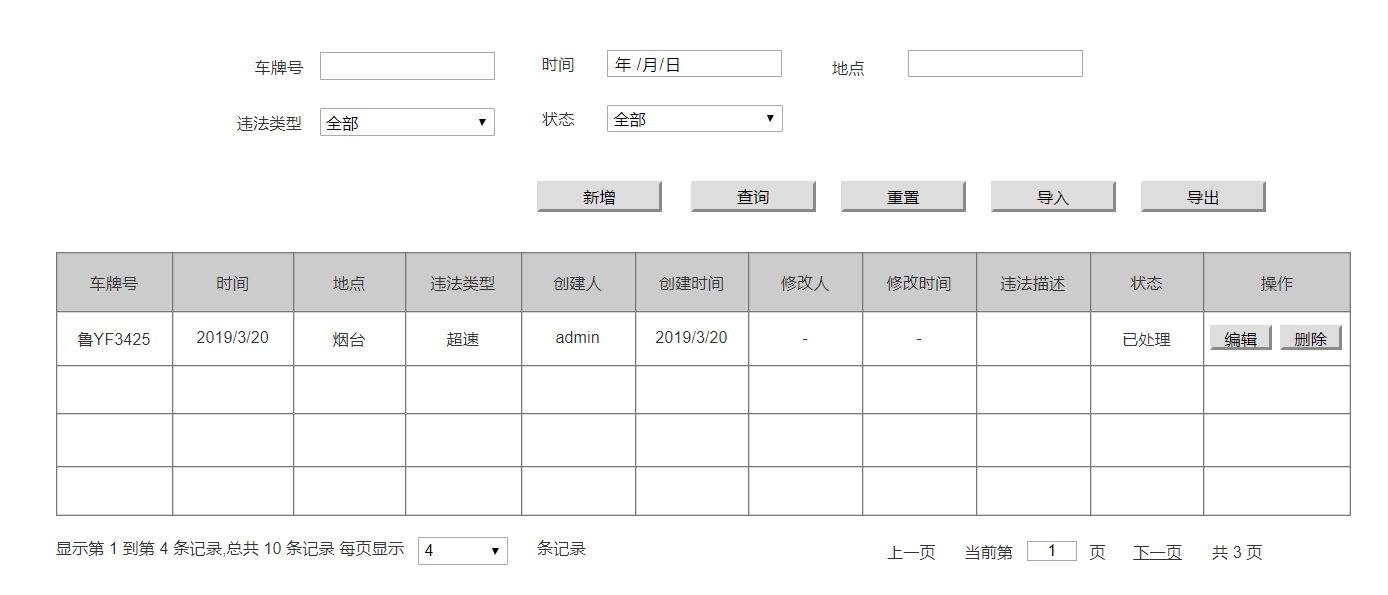 车牌号 时间 年 /月/日 地点
违法类型 全部 状态 全部
新增 查询 重置 导入 导出
车牌号 时间 地点 违法类型 创建人 创建时间 修改人 修改时间 违法描述 状态 操作
鲁YF3425 2019/3/20 烟台 超速 admin 2019/3/20 - - 已处理 编辑 删除
显示第 1 到第 4 条记录,总共 10 条记录 每页显示 4 条记录 上一页 当前第 1 页 下一页 共 3 页